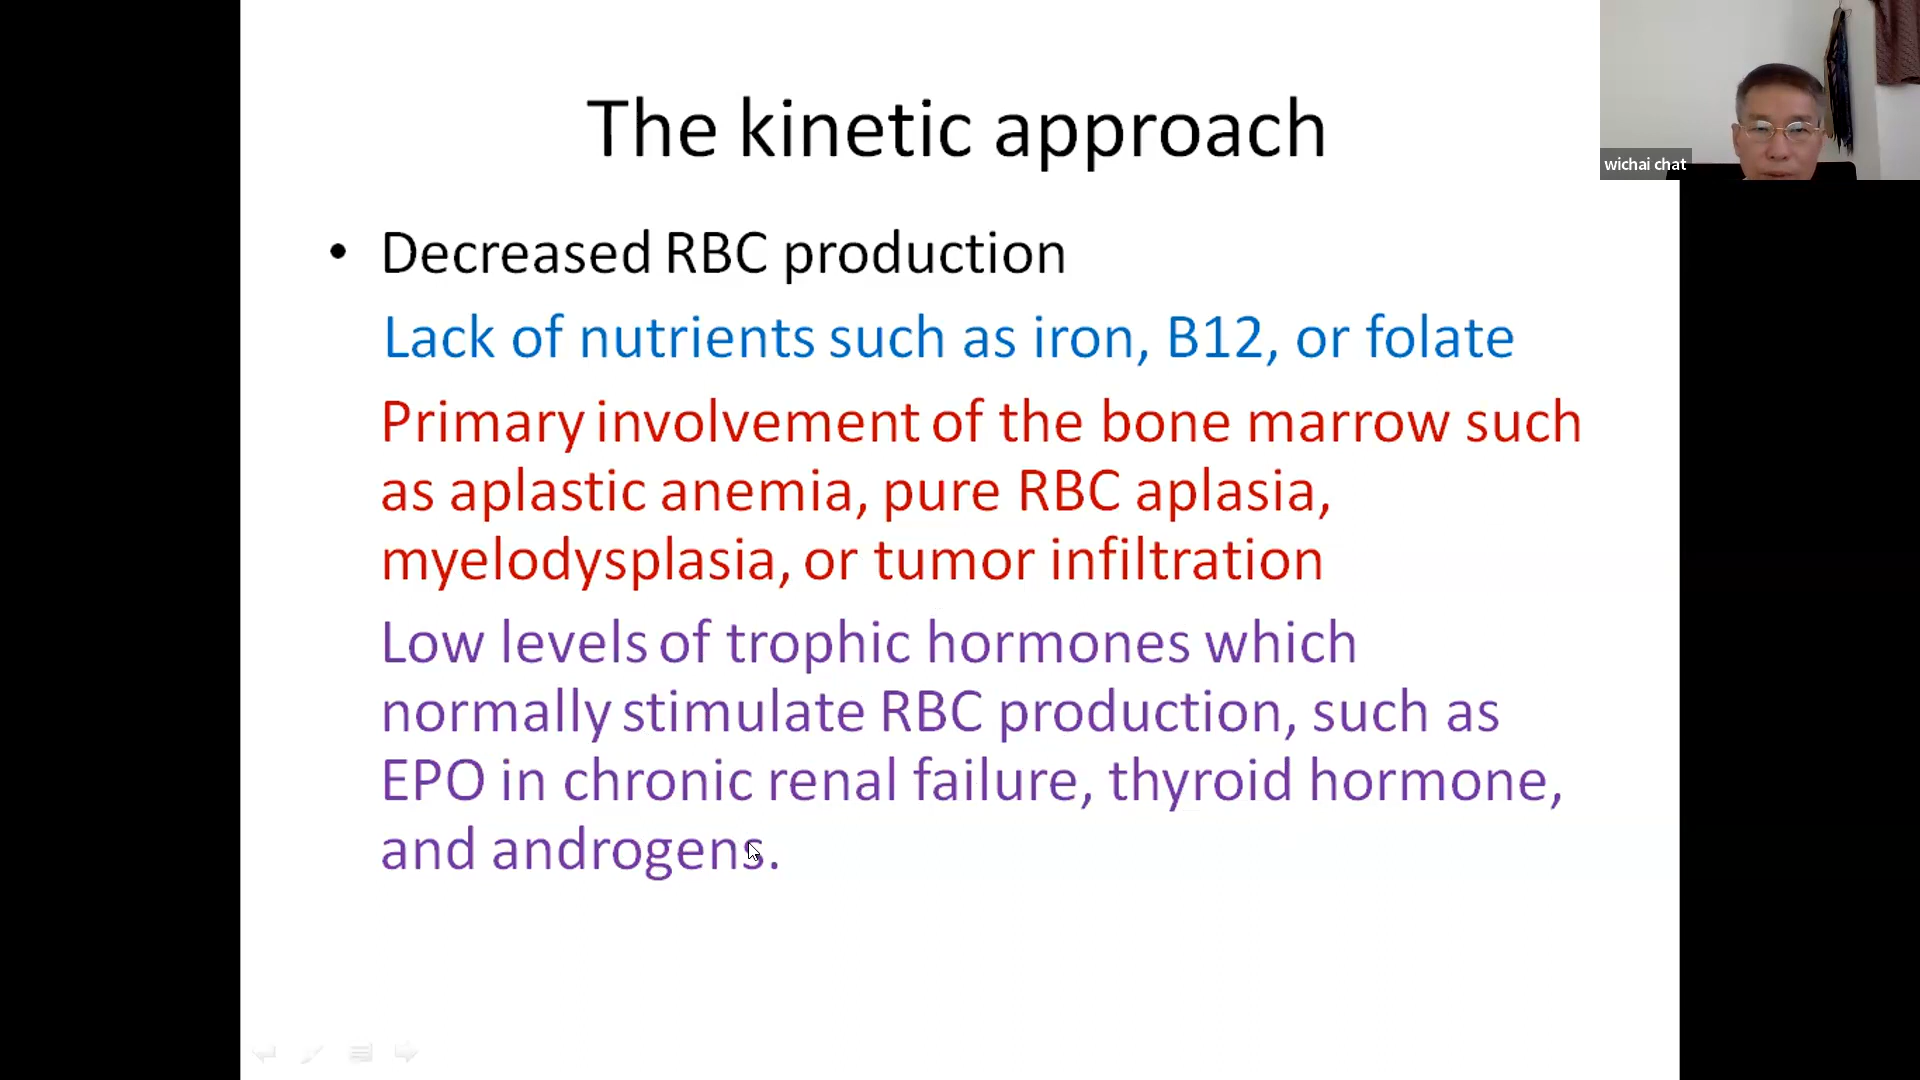 The kinetic approach
wichai chat
• Decreased RBC production
Lack of nutrients such as iron, B12, or folate
Primary involvement of the bone marrow such
as aplastic anemia, pure RBC aplasia,
myelodysplasia, or tumor infiltration
Low levels of trophic hormones which
normally stimulate RBC production, such as
EPO in chronic renal failure, thyroid hormone,
and androgens.